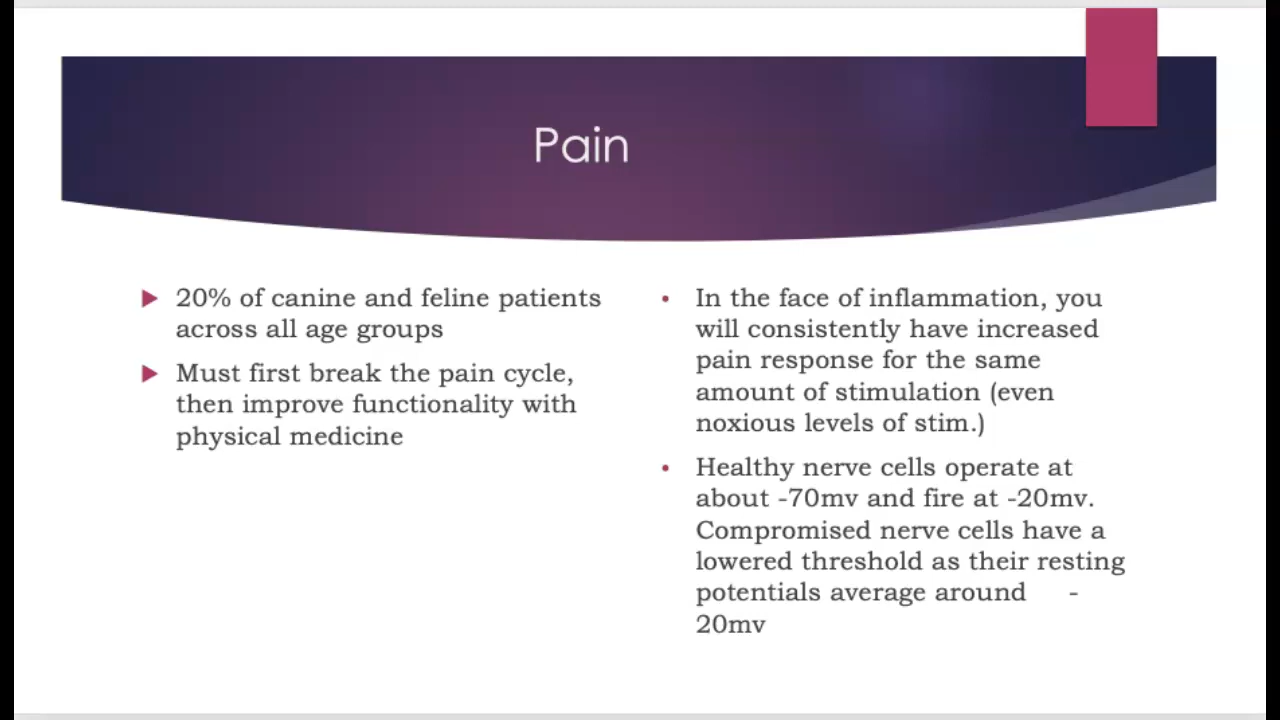 Pain
20% of canine and feline patients
across all age groups
Must first break the pain cycle,
then improve functionality with
physical medicine
In the face of inflammation, you
will consistently have increased
pain response for the same
amount of stimulation (even
noxious levels of stim.)
Healthy nerve cells operate at
about -70mv and fire at -20mv.
Compromised nerve cells have a
lowered threshold as their resting
potentials average around -
20mv